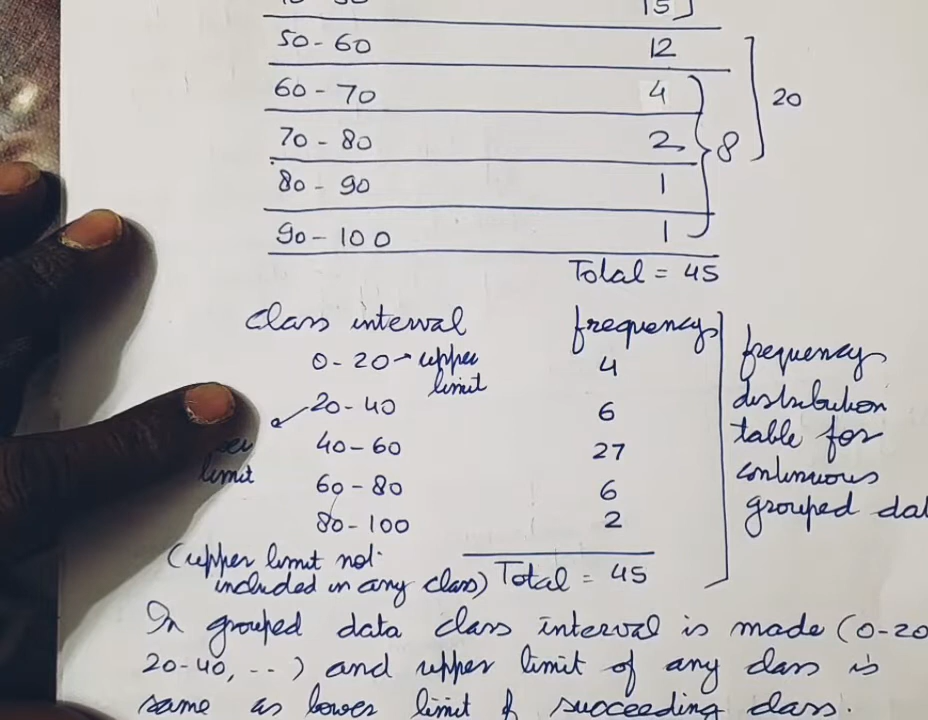 15
50 - 60 12
60 - 70 4 20
70 - 80 2 8
80 - 90 1
90 - 100 1
Total = 45
class interval frequency
0 - 20 upper limit 4
20 - 40 6
40 - 60 27
limit
60 - 80 6
80 - 100 2
(upper limit not
included in any class) Total = 45
frequency
distribution
table for
continuous
grouped
In grouped data class interval is made (0-20
20-40, --) and upper limit of any class is
same as lower limit of succeeding class.